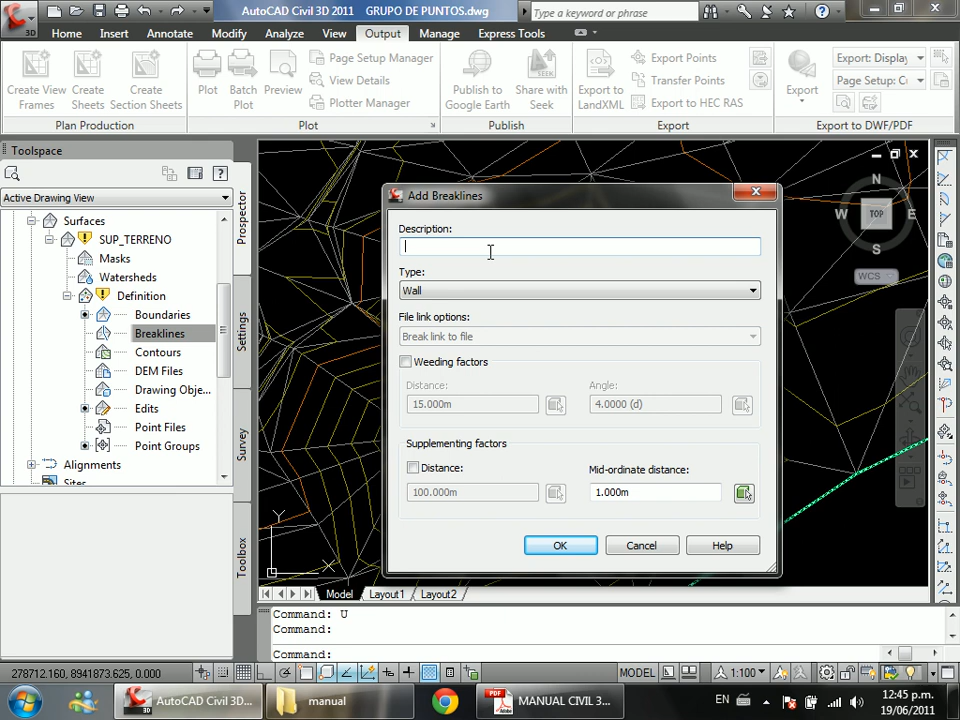 AutoCAD Civil 3D 2011 GRUPO DE PUNTOS.dwg
Type a keyword or phrase
3D
Home Insert Annotate Modify Analyze View Output Manage Express Tools
Create View Frames
Create Sheets
Create Section Sheets
Plan Production
Plot
Batch Plot
Preview
Page Setup Manager
View Details
Plotter Manager
Plot
Publish to Google Earth
Share with Seek
Publish
Export to LandXML
Export Points
Transfer Points
Export to HEC RAS
Export
Export
Export: Display
Page Setup: C
Export to DWF/PDF
Toolspace
Active Drawing View
Surfaces
SUP_TERRENO
Masks
Watersheds
Definition
Boundaries
Breaklines
Contours
DEM Files
Drawing Obje...
Edits
Point Files
Point Groups
Alignments
Sites
Prospector
Settings
Survey
Toolbox
Add Breaklines
Description:
Type:
Wall
File link options:
Break link to file
Weeding factors
Distance: Angle:
15.000m 4.0000 (d)
Supplementing factors
Distance: Mid-ordinate distance:
100.000m 1.000m
OK Cancel Help
N
W TOP E
S
WCS
Y
X
Model Layout1 Layout2
Command: U
Command:
Command:
278712.160, 8941873.625, 0.000
MODEL
1:100
AutoCAD Civil 3D...
manual
MANUAL CIVIL 3...
EN
12:45 p.m.
19/06/2011